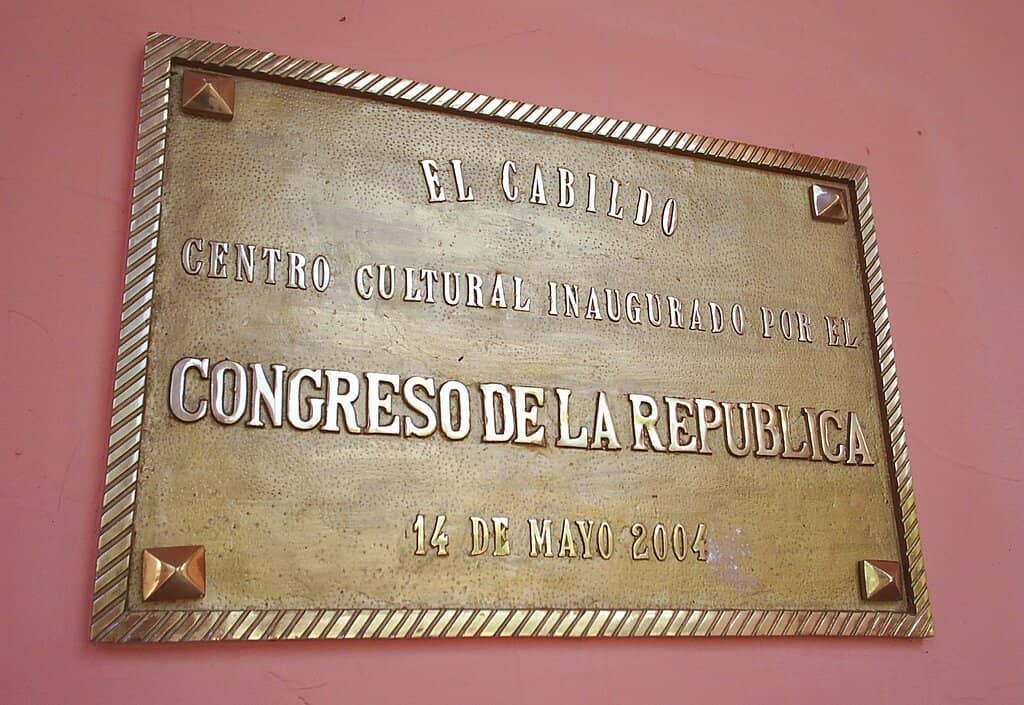 EL CABILDO
CENTRO CULTURAL INAUGURADO POR EL
CONGRESO DE LA REPUBLICA
14 DE MAYO 2004